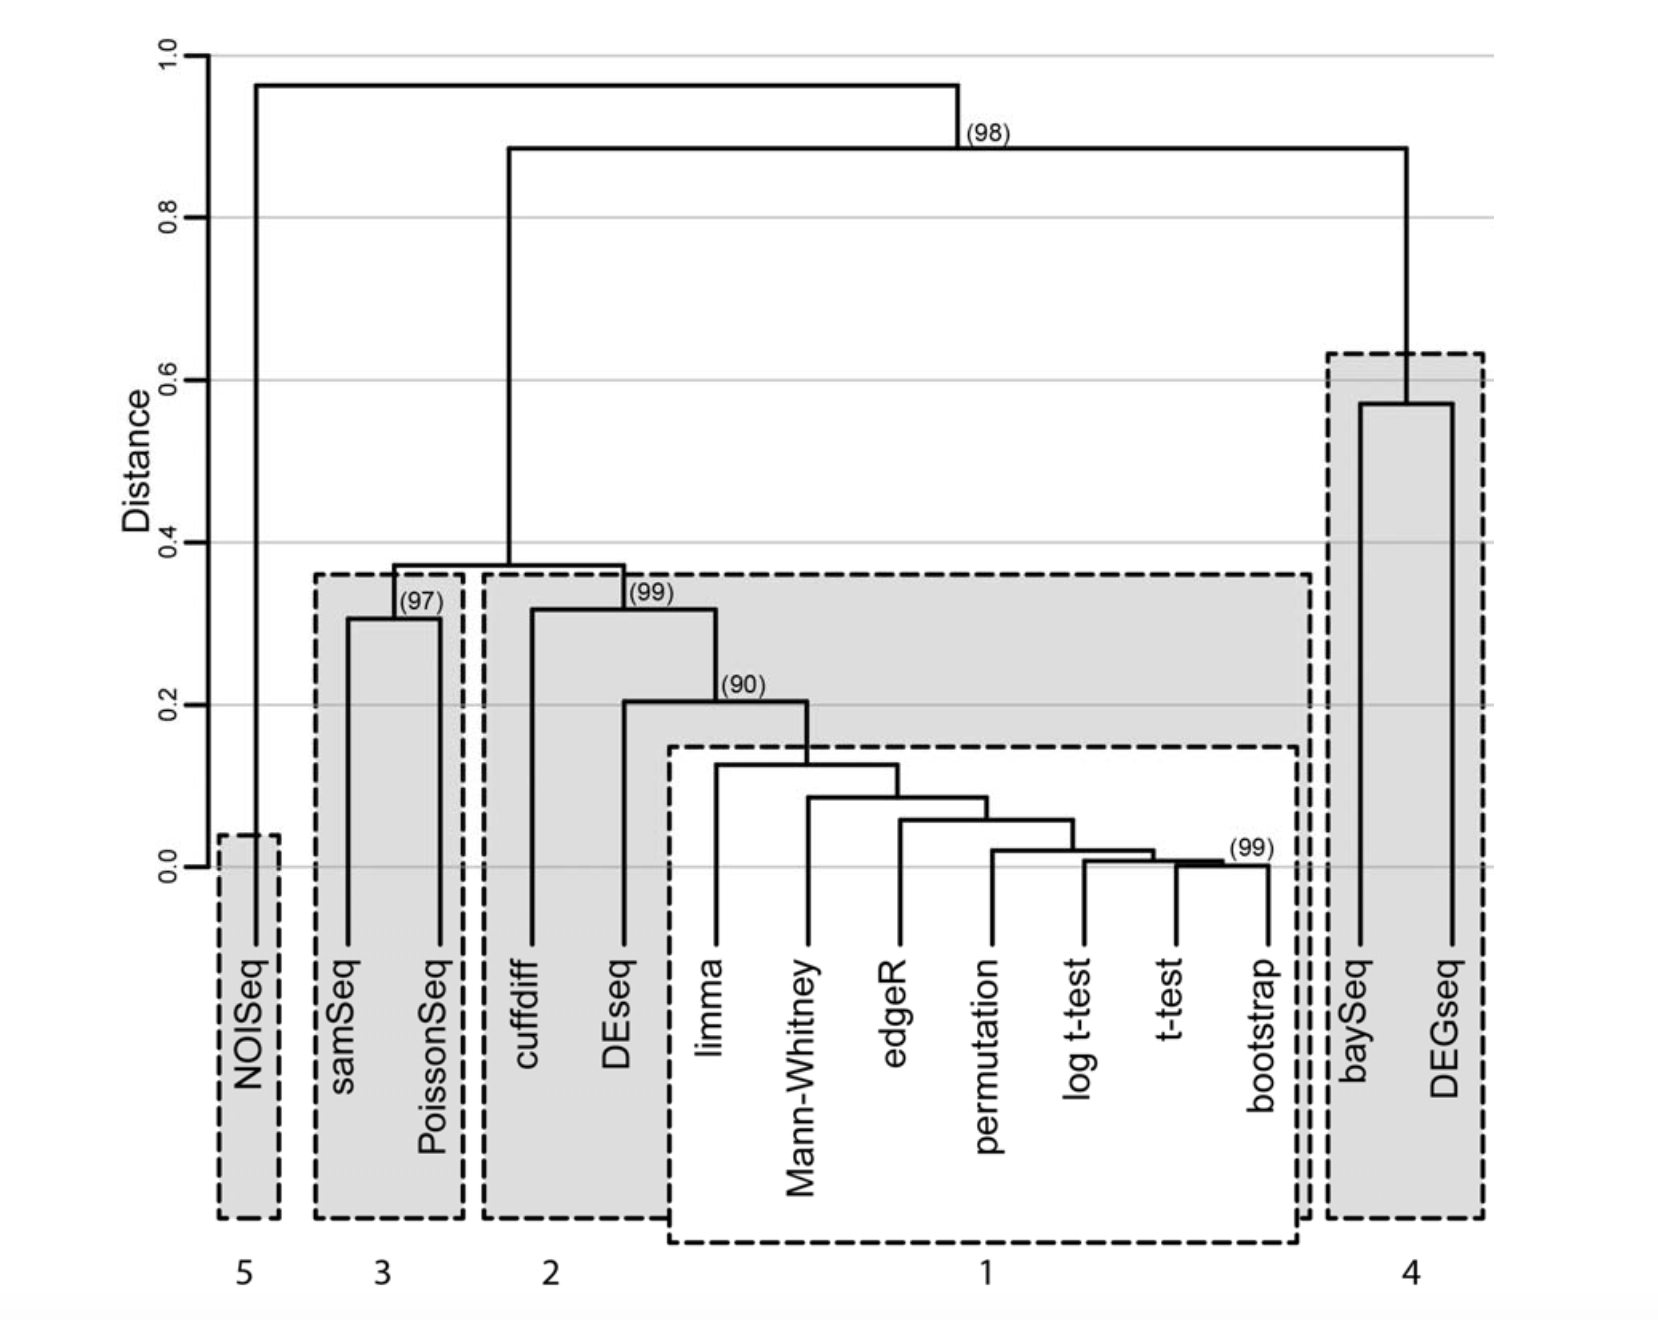 1.0
(98)
0.8
0.6
Distance
0.4
(97)
(99)
0.2
(90)
0.0
(99)
NOISeq
samSeq
PoissonSeq
cuffdiff
DEseq
limma
Mann-Whitney
edgeR
permutation
log t-test
t-test
bootstrap
baySeq
DEGseq
5 3 2 1 4